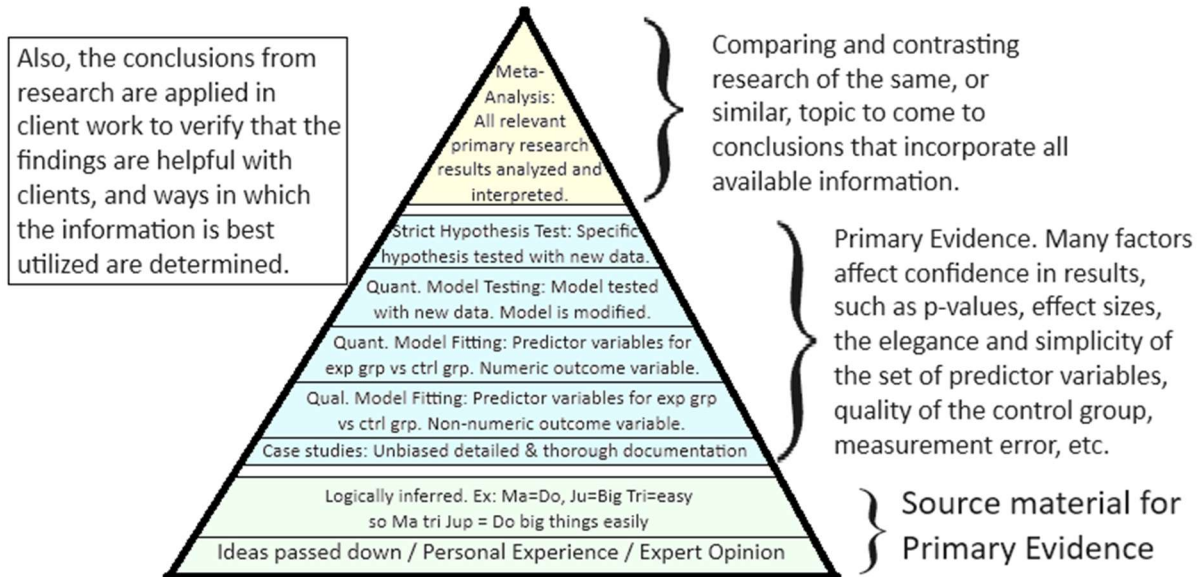 Also, the conclusions from
research are applied in
client work to verify that the
findings are helpful with
clients, and ways in which
the information is best
utilized are determined.
Meta-
Analysis:
All relevant
primary research
results analyzed and
interpreted.
Comparing and contrasting
research of the same, or
similar, topic to come to
conclusions that incorporate all
available information.
Strict Hypothesis Test: Specific
hypothesis tested with new data.
Quant. Model Testing: Model tested
with new data. Model is modified.
Quant. Model Fitting: Predictor variables for
exp grp vs ctrl grp. Numeric outcome variable.
Qual. Model Fitting: Predictor variables for exp grp
vs ctrl grp. Non-numeric outcome variable.
Case studies: Unbiased detailed & thorough documentation
Primary Evidence. Many factors
affect confidence in results,
such as p-values, effect sizes,
the elegance and simplicity of
the set of predictor variables,
quality of the control group,
measurement error, etc.
Logically inferred. Ex: Ma=Do, Ju=Big Tri=easy
so Ma tri Jup = Do big things easily
Ideas passed down / Personal Experience / Expert Opinion
Source material for
Primary Evidence